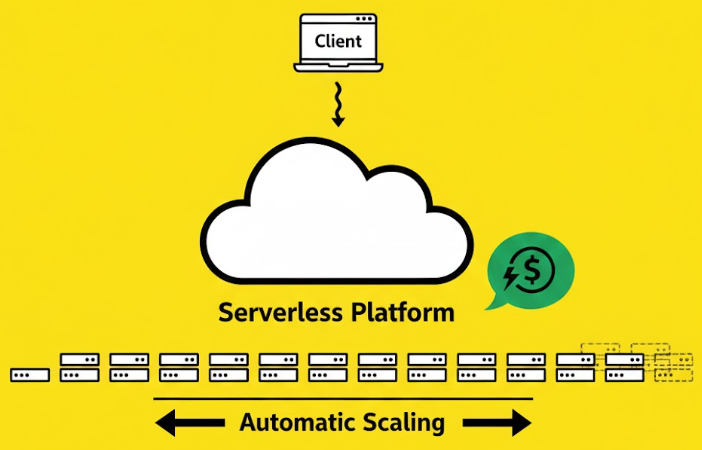 Client
$
Serverless Platform
Automatic Scaling